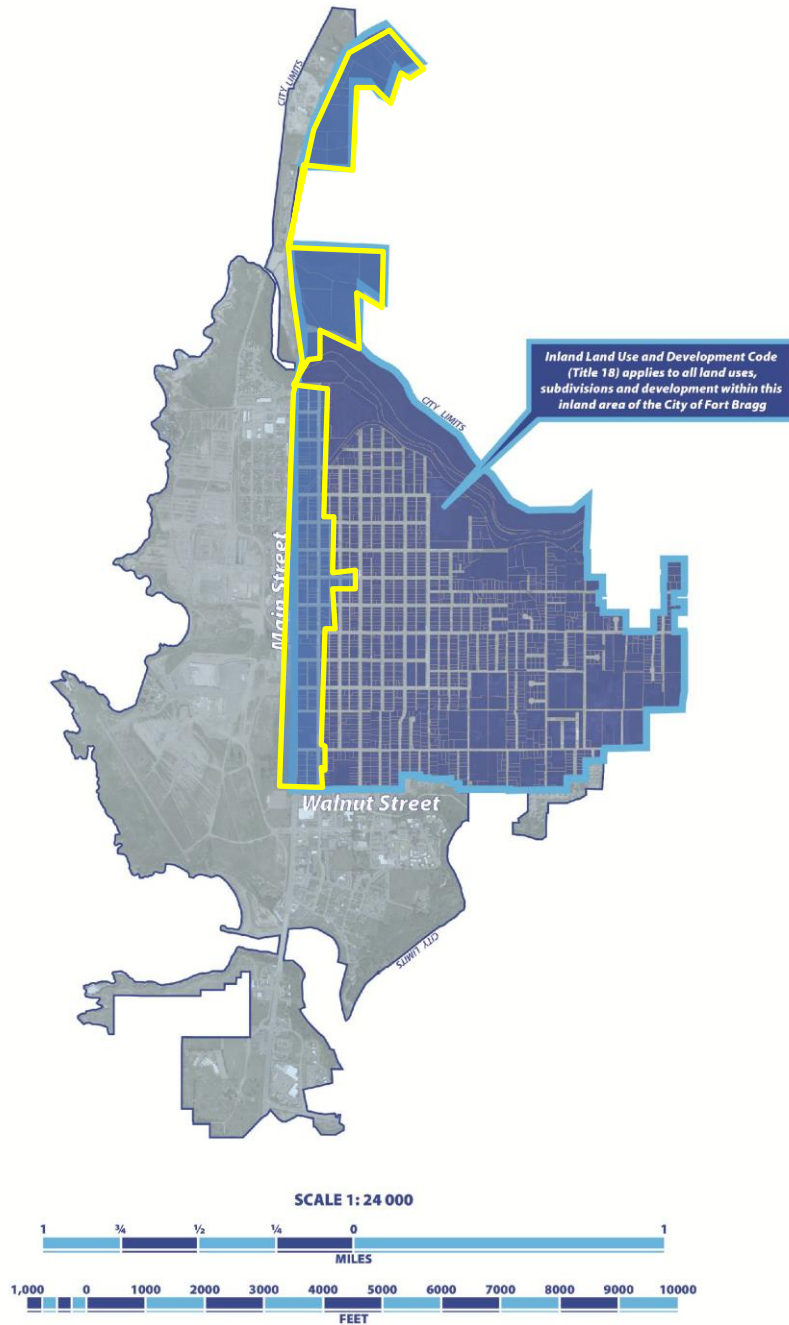 CITY LIMITS
Inland Land Use and Development Code
(Title 18) applies to all land uses,
subdivisions and development within this
inland area of the City of Fort Bragg
CITY LIMITS
Main Street
Walnut Street
CITY LIMITS
SCALE 1: 24 000
1 ¾ ½ ¼ 0 1
MILES
1,000 0 1000 2000 3000 4000 5000 6000 7000 8000 9000 10000
FEET